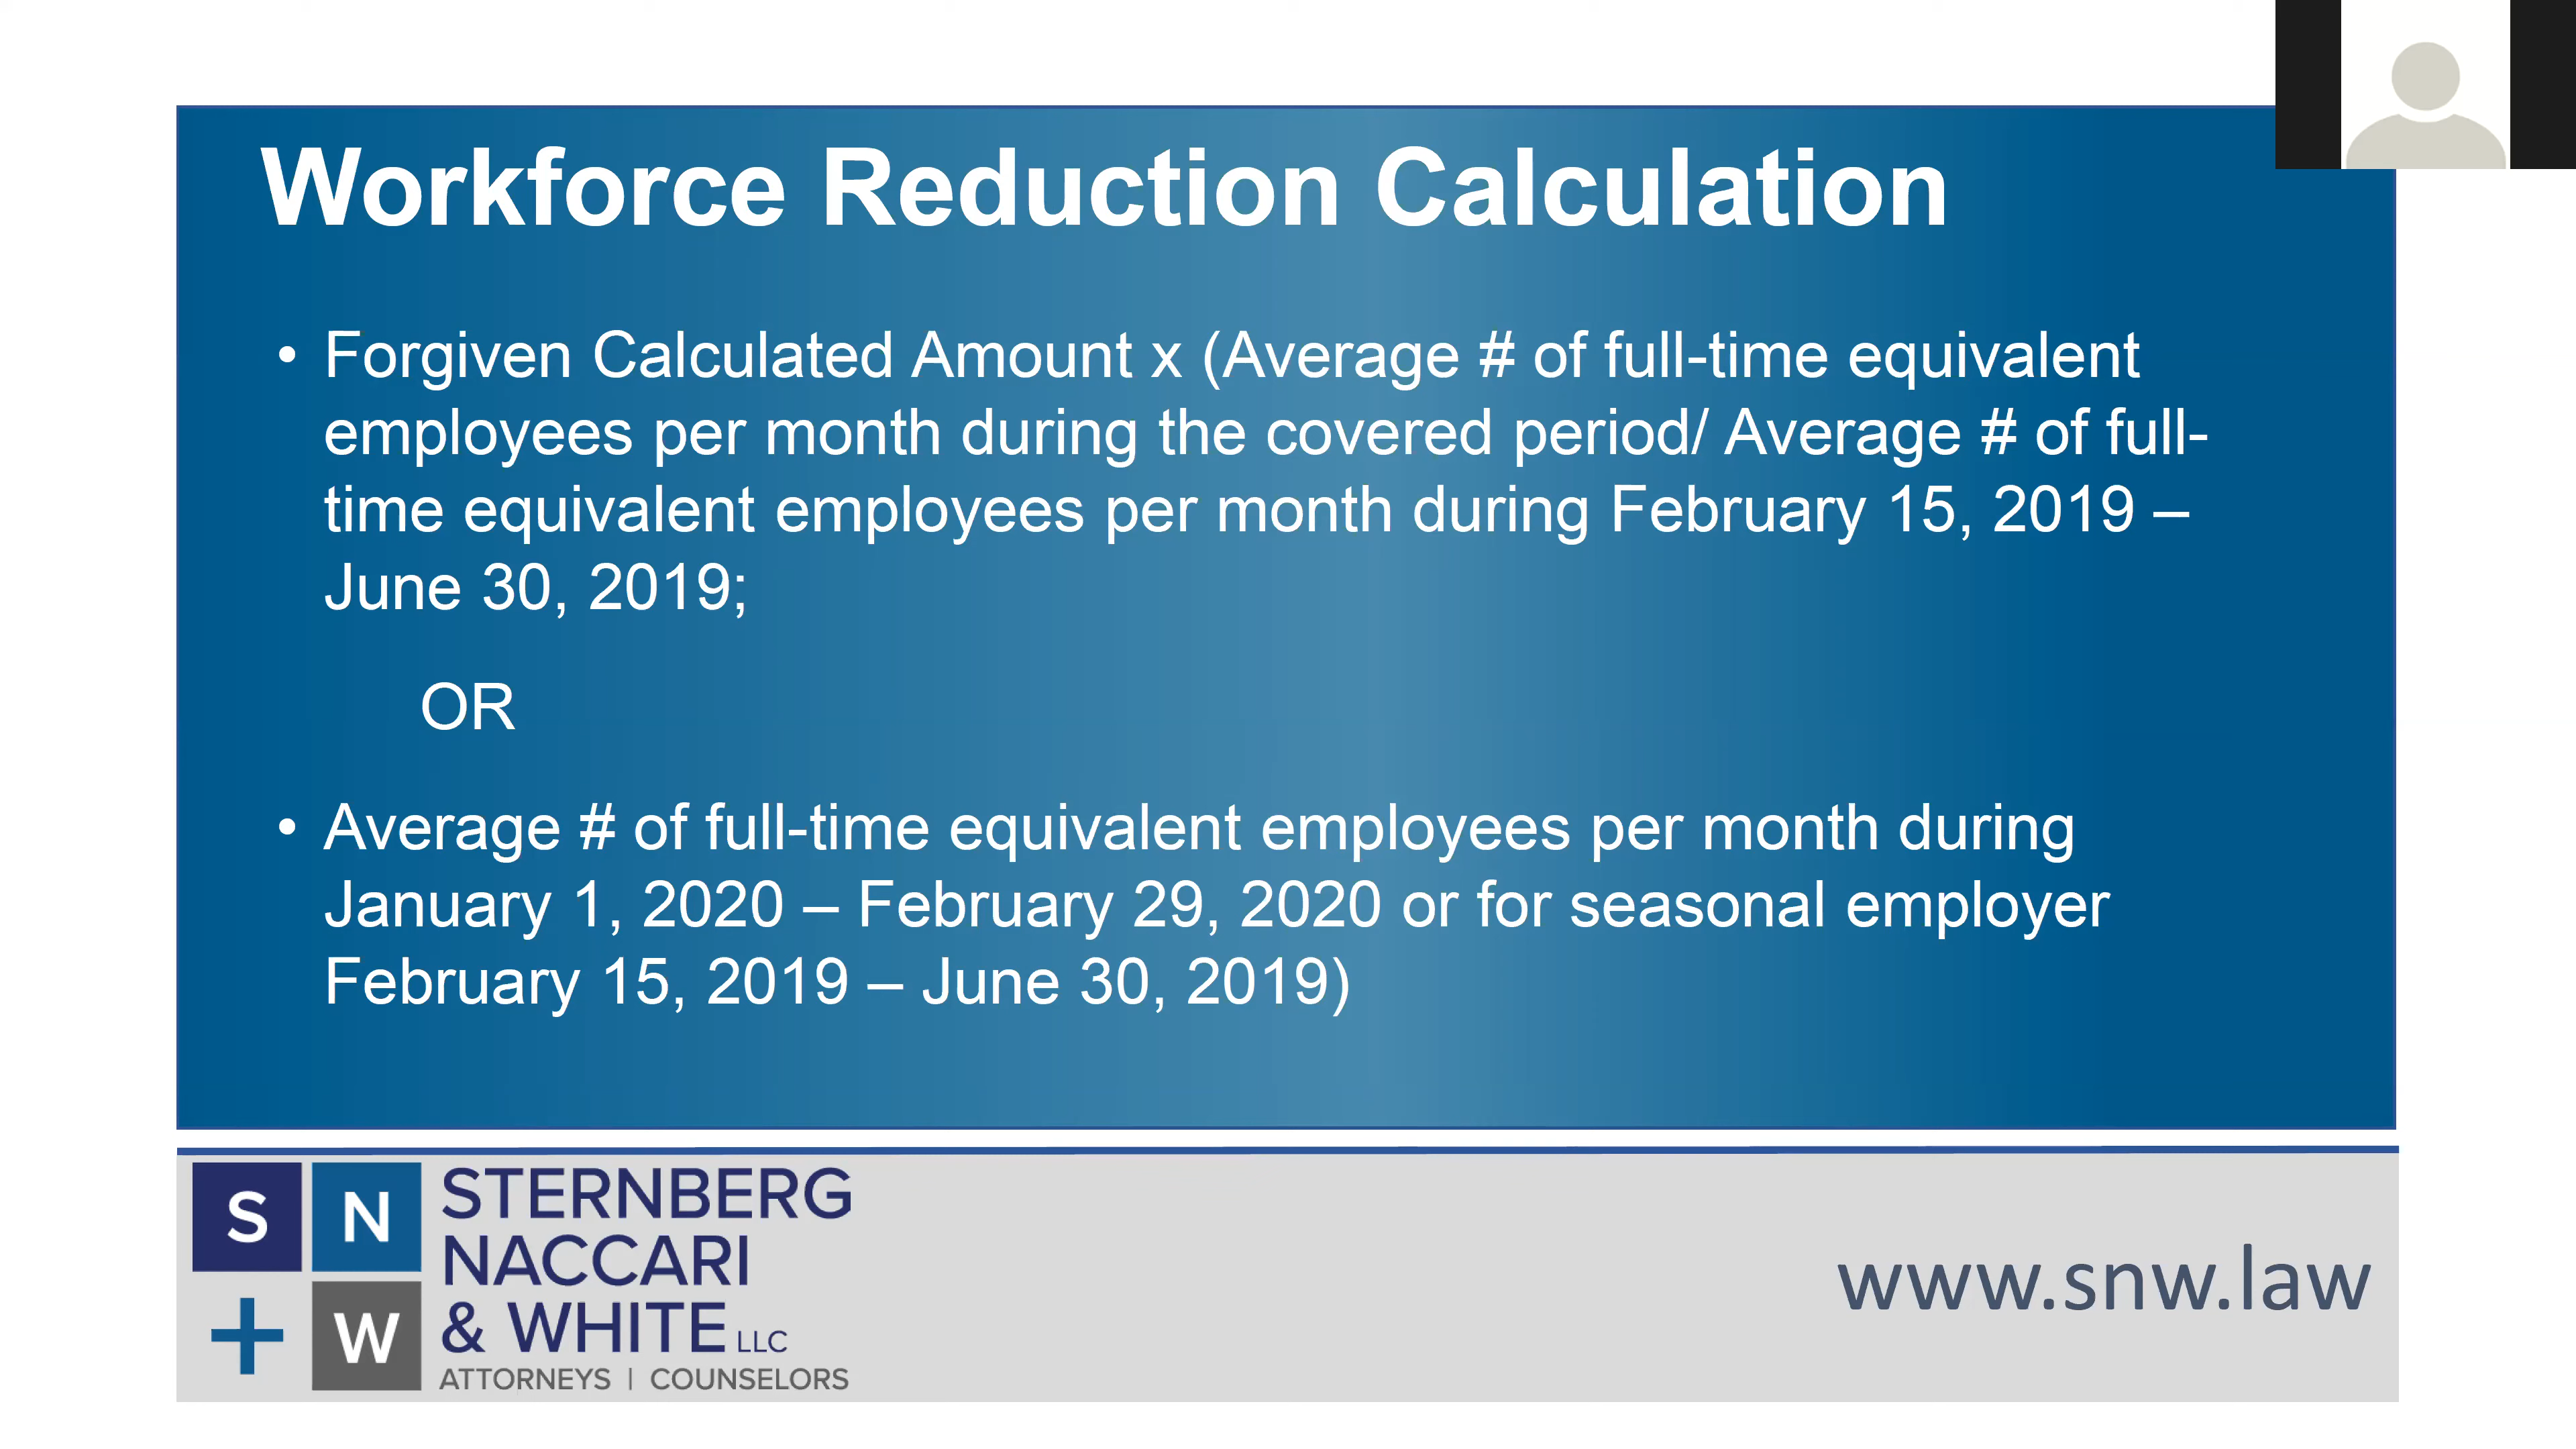 Workforce Reduction Calculation
• Forgiven Calculated Amount x (Average # of full-time equivalent
employees per month during the covered period/ Average # of full-
time equivalent employees per month during February 15, 2019 –
June 30, 2019;
OR
• Average # of full-time equivalent employees per month during
January 1, 2020 – February 29, 2020 or for seasonal employer
February 15, 2019 – June 30, 2019)
S N
+ W
STERNBERG
NACCARI
& WHITE LLC
ATTORNEYS | COUNSELORS
www.snw.law